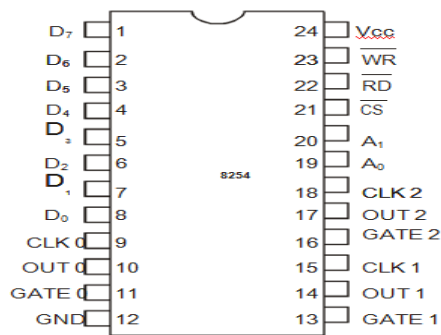 D7 1 24 Vcc
D6 2 23 WR
D5 3 22 RD
D4 4 21 CS
D3 5 20 A1
D2 6 19 A0
8254
D1 7 18 CLK 2
D0 8 17 OUT 2
CLK 0 9 16 GATE 2
OUT 0 10 15 CLK 1
GATE 0 11 14 OUT 1
GND 12 13 GATE 1